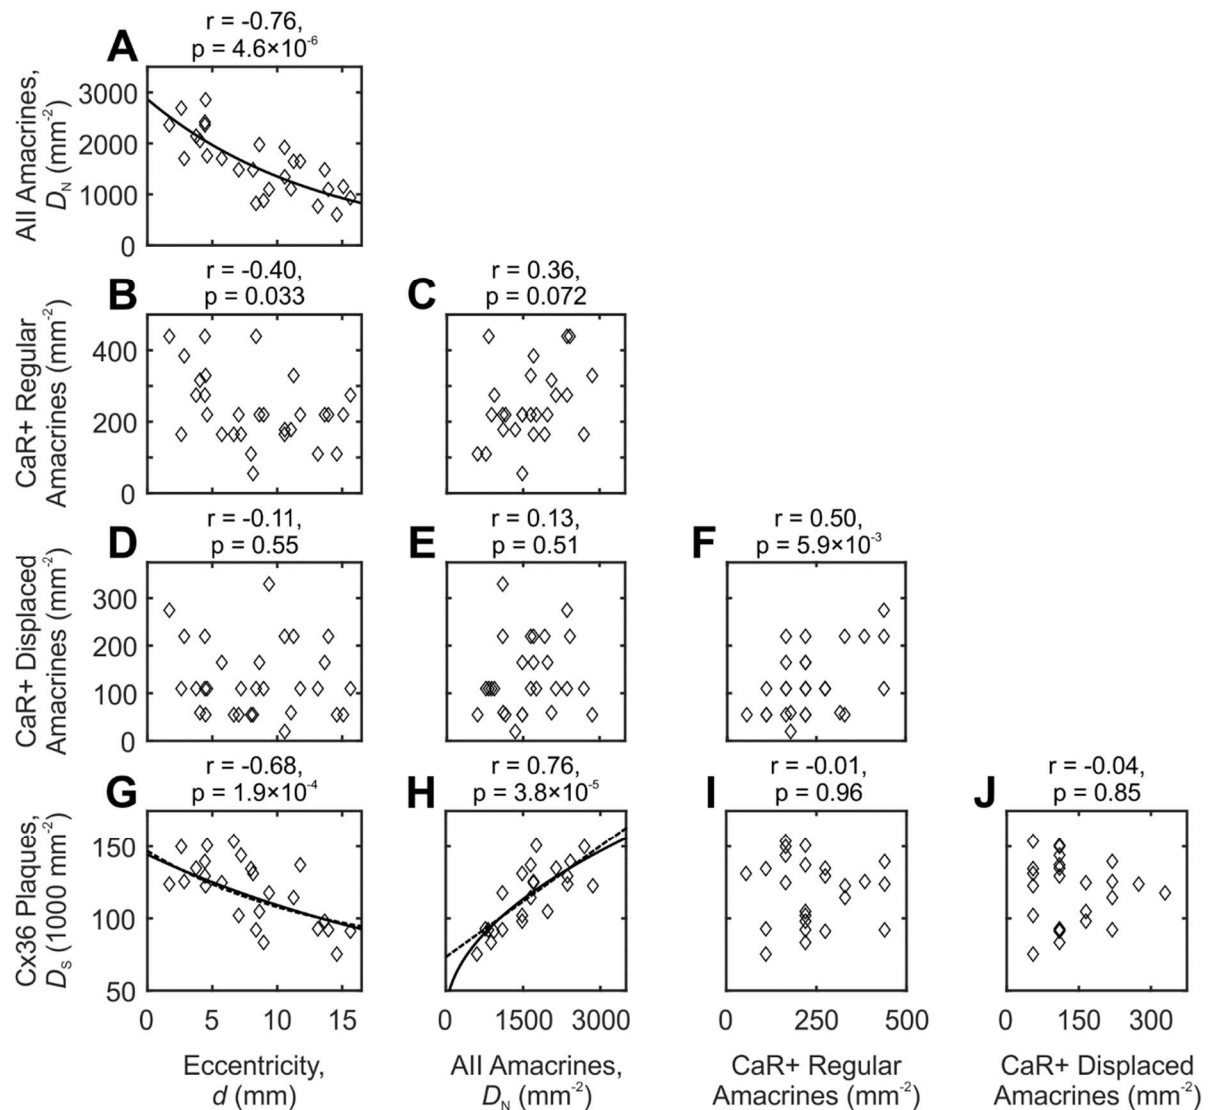 A
r = -0.76,
p = 4.6×10⁻⁶
AII Amacrines,
D_N (mm⁻²)
3000
2000
1000
0
B
r = -0.40,
p = 0.033
C
r = 0.36,
p = 0.072
CaR+ Regular
Amacrines (mm⁻²)
400
200
0
D
r = -0.11,
p = 0.55
E
r = 0.13,
p = 0.51
F
r = 0.50,
p = 5.9×10⁻³
CaR+ Displaced
Amacrines (mm⁻²)
300
200
100
0
G
r = -0.68,
p = 1.9×10⁻⁴
H
r = 0.76,
p = 3.8×10⁻⁵
I
r = -0.01,
p = 0.96
J
r = -0.04,
p = 0.85
Cx36 Plaques,
D_S (1000 mm⁻²)
150
100
50
0 5 10 15
0 1500 3000
0 250 500
0 150 300
Eccentricity,
d (mm)
AII Amacrines,
D_N (mm⁻²)
CaR+ Regular
Amacrines (mm⁻²)
CaR+ Displaced
Amacrines (mm⁻²)